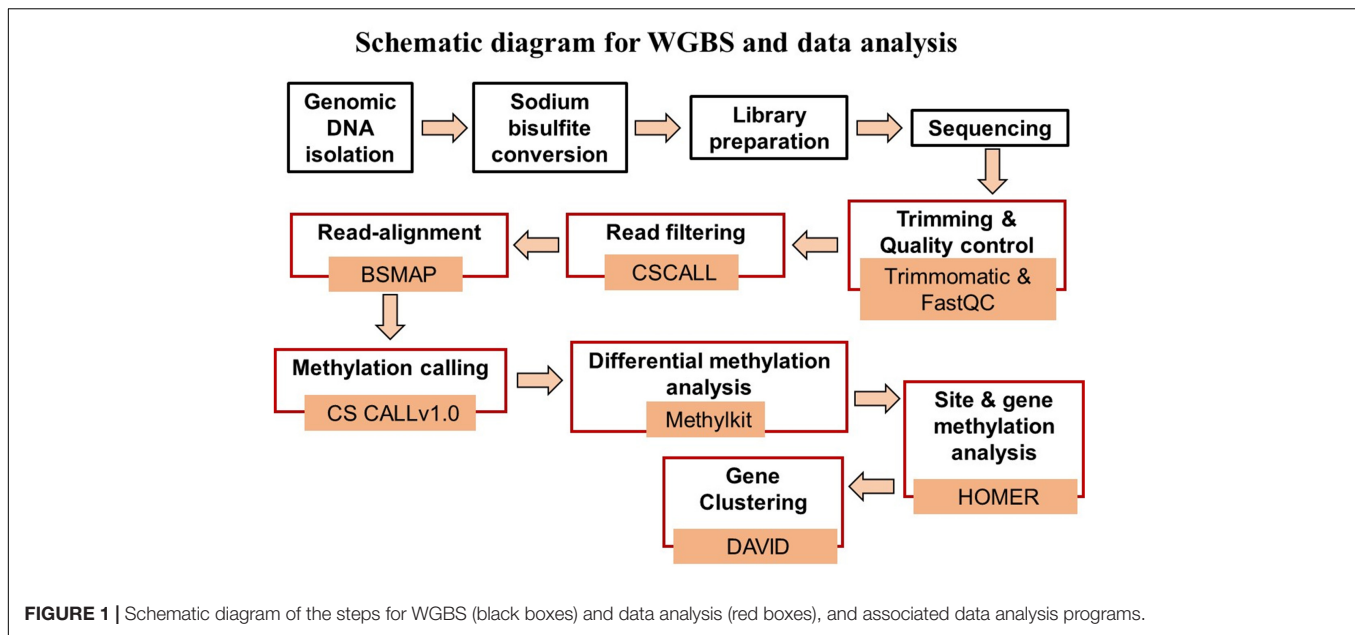 Schematic diagram for WGBS and data analysis
Genomic
DNA
isolation
Sodium
bisulfite
conversion
Library
preparation
Sequencing
Trimming &
Quality control
Trimmomatic &
FastQC
Read filtering
CSCALL
Read-alignment
BSMAP
Methylation calling
CS CALLv1.0
Differential methylation
analysis
Methylkit
Site & gene
methylation
analysis
HOMER
Gene
Clustering
DAVID
FIGURE 1 | Schematic diagram of the steps for WGBS (black boxes) and data analysis (red boxes), and associated data analysis programs.